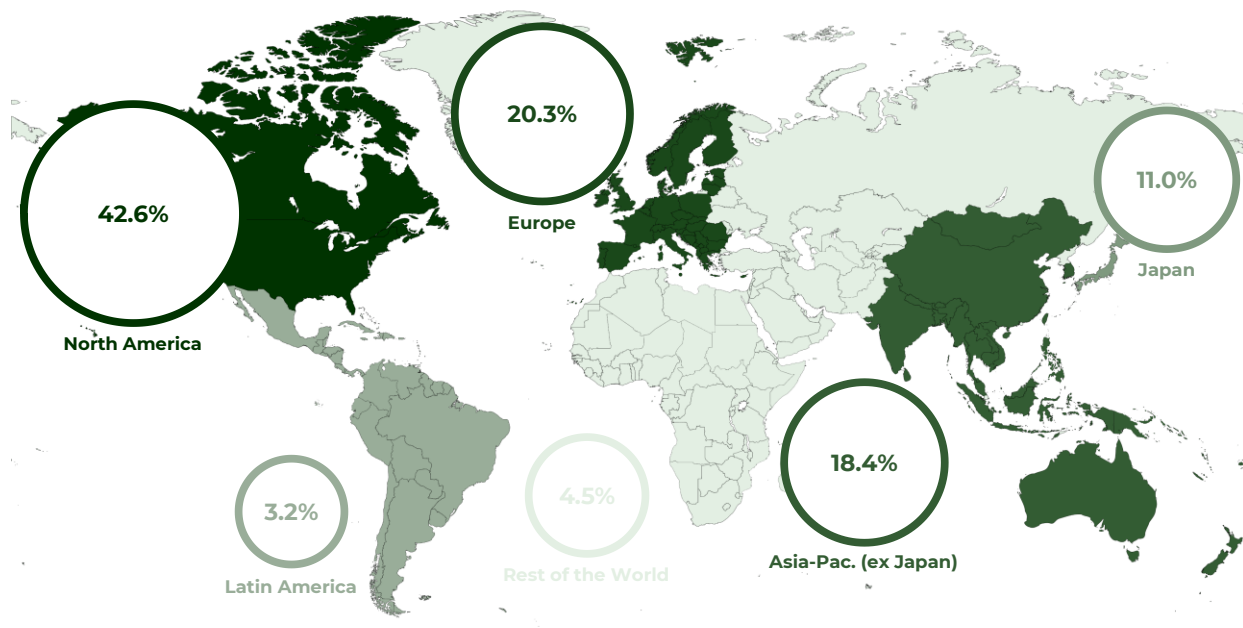 20.3%
Europe
42.6%
North America
11.0%
Japan
18.4%
Asia-Pac. (ex Japan)
4.5%
Rest of the World
3.2%
Latin America